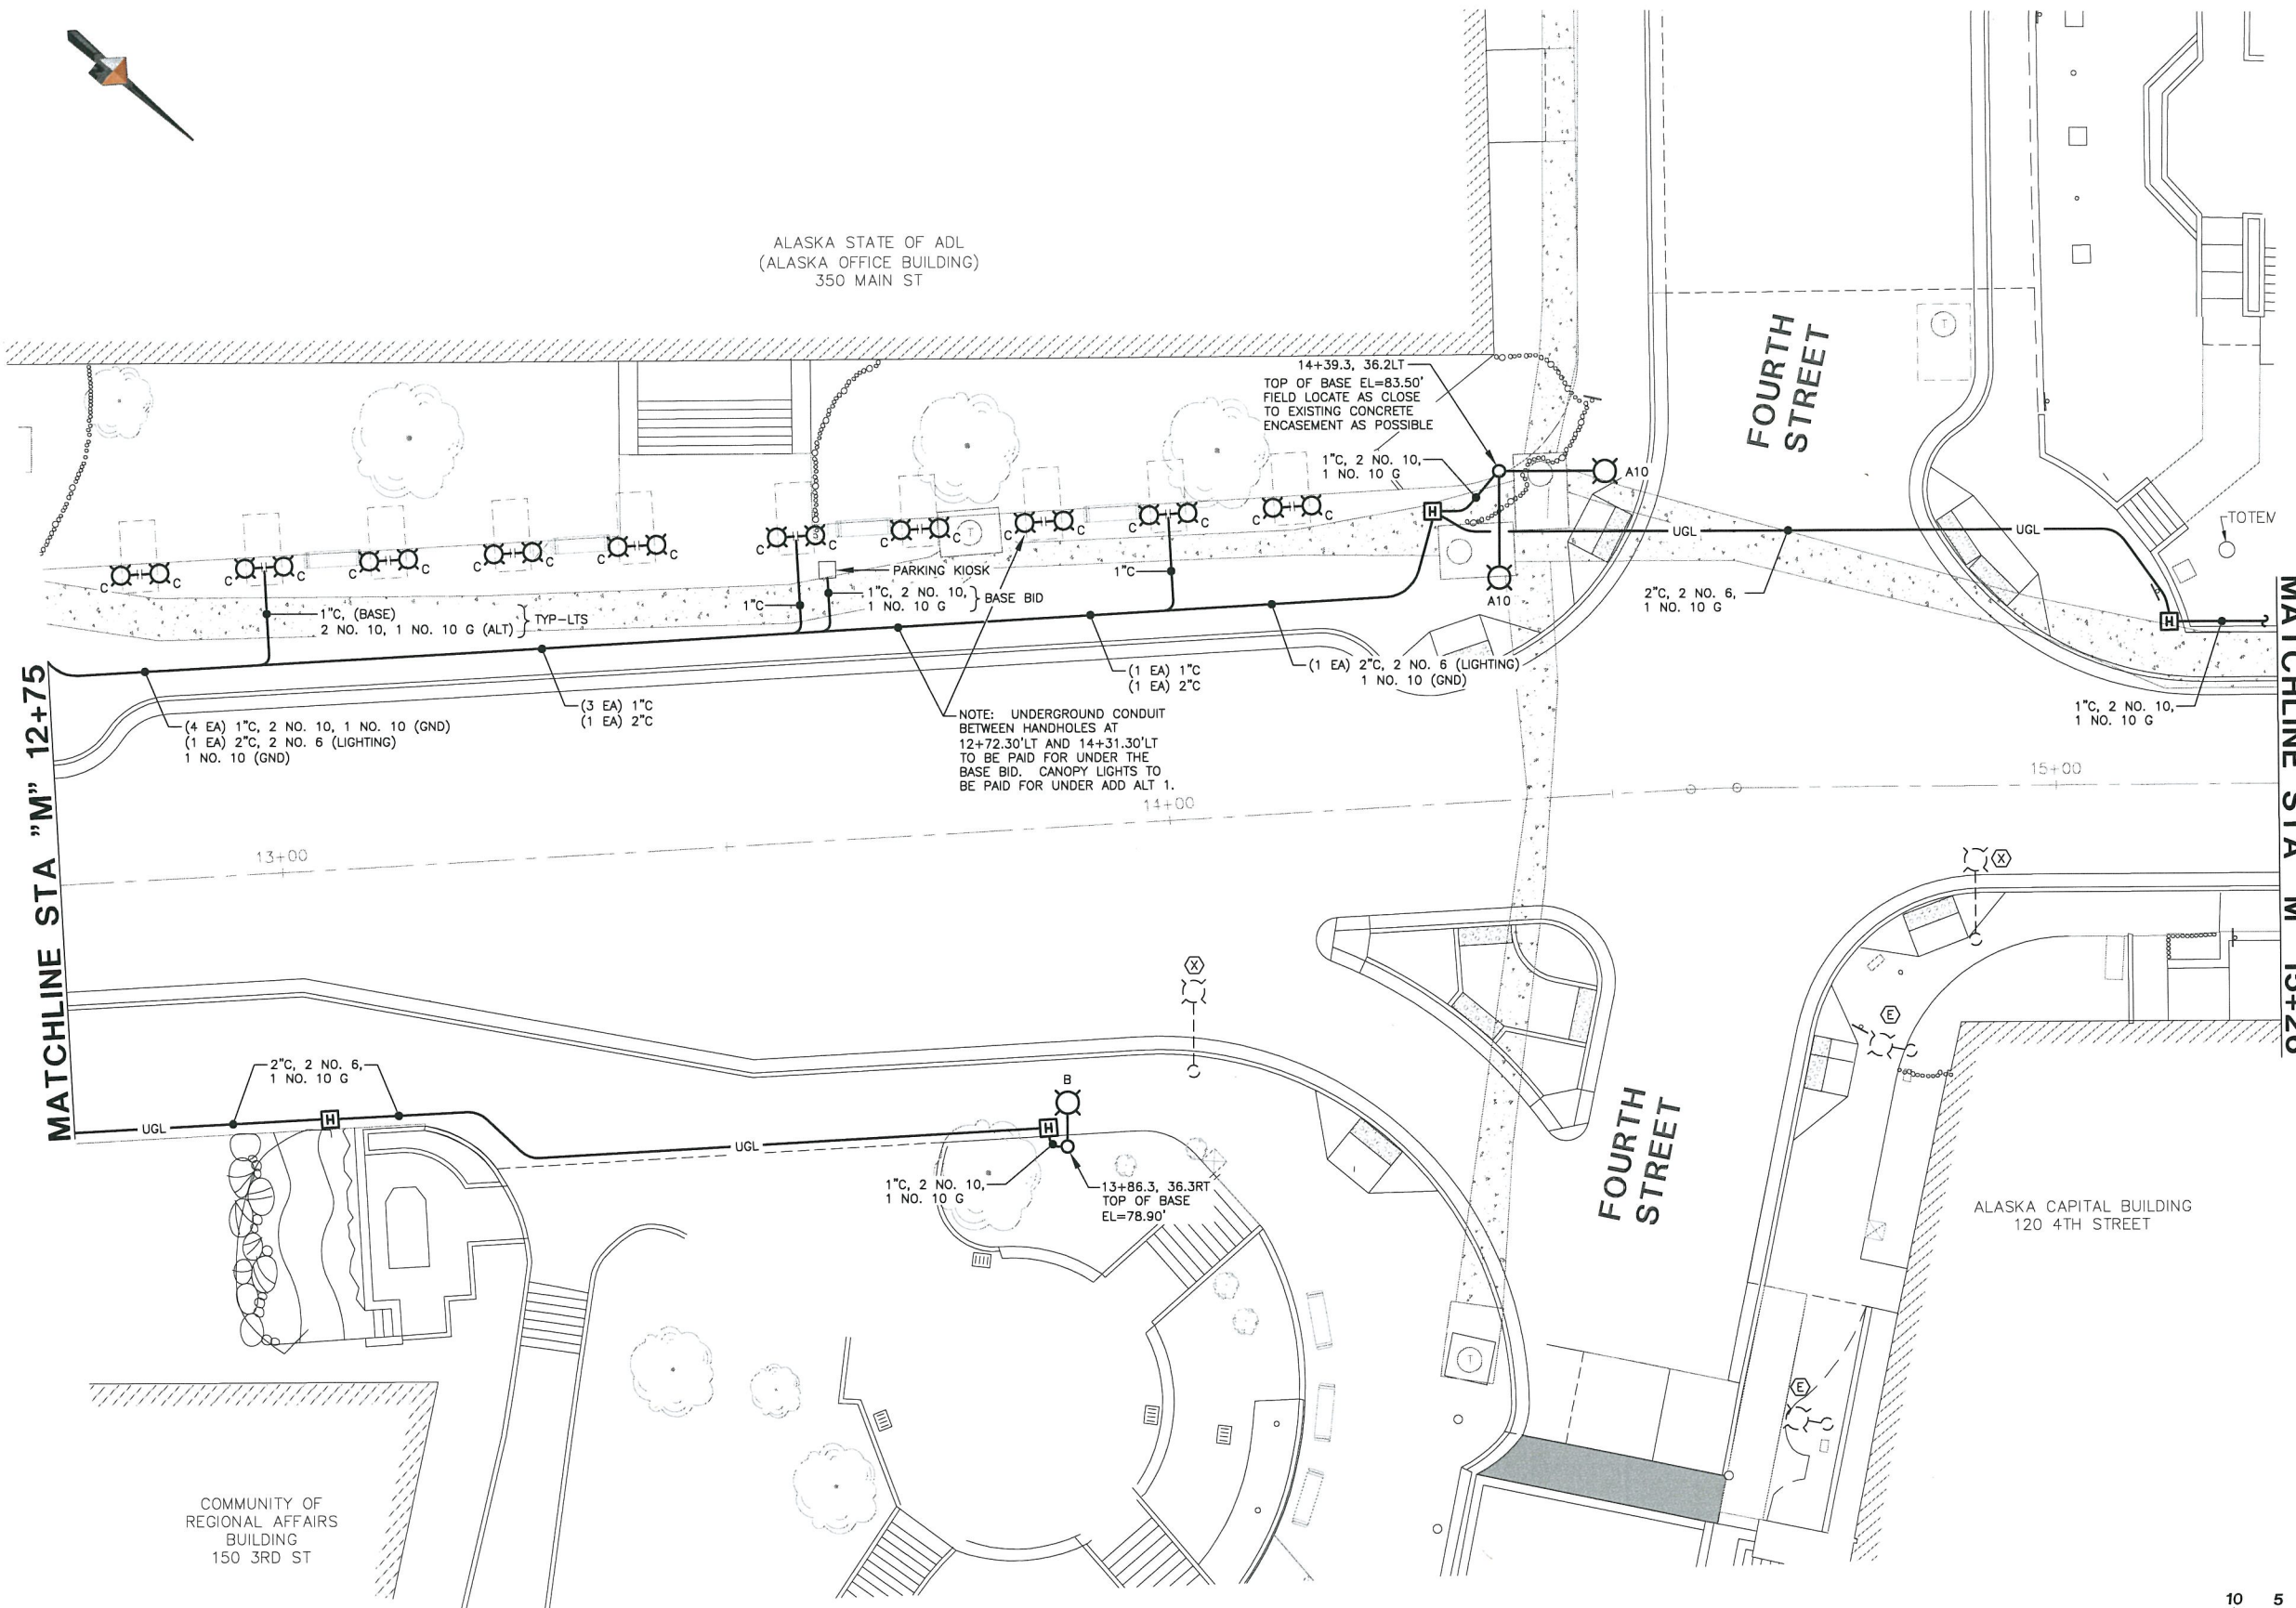 ALASKA STATE OF ADL
(ALASKA OFFICE BUILDING)
350 MAIN ST
FOURTH
STREET
14+39.3, 36.2LT
TOP OF BASE EL=83.50'
FIELD LOCATE AS CLOSE
TO EXISTING CONCRETE
ENCASEMENT AS POSSIBLE
1"C, 2 NO. 10,
1 NO. 10 G
T
T
T
H
A10
A10
UGL
UGL
TOTEM
2"C, 2 NO. 6,
1 NO. 10 G
H
1"C, 2 NO. 10,
1 NO. 10 G
C C
C C
C C
C C
C C
C C
C C
C C
C C
C C
PARKING KIOSK
1"C, (BASE)
2 NO. 10, 1 NO. 10 G (ALT)
TYP-LTS
1"C
1"C, 2 NO. 10,
1 NO. 10 G
BASE BID
1"C
(4 EA) 1"C, 2 NO. 10, 1 NO. 10 (GND)
(1 EA) 2"C, 2 NO. 6 (LIGHTING)
1 NO. 10 (GND)
(3 EA) 1"C
(1 EA) 2"C
(1 EA) 1"C
(1 EA) 2"C
(1 EA) 2"C, 2 NO. 6 (LIGHTING)
1 NO. 10 (GND)
NOTE: UNDERGROUND CONDUIT
BETWEEN HANDHOLES AT
12+72.30'LT AND 14+31.30'LT
TO BE PAID FOR UNDER THE
BASE BID. CANOPY LIGHTS TO
BE PAID FOR UNDER ADD ALT 1.
MATCHLINE STA "M" 12+75
13+00
14+00
15+00
MATCHLINE STA M 15+26
X
X
E
E
2"C, 2 NO. 6,
1 NO. 10 G
UGL
H
UGL
H
B
1"C, 2 NO. 10,
1 NO. 10 G
13+86.3, 36.3RT
TOP OF BASE
EL=78.90'
FOURTH
STREET
ALASKA CAPITAL BUILDING
120 4TH STREET
T
COMMUNITY OF
REGIONAL AFFAIRS
BUILDING
150 3RD ST
10 5